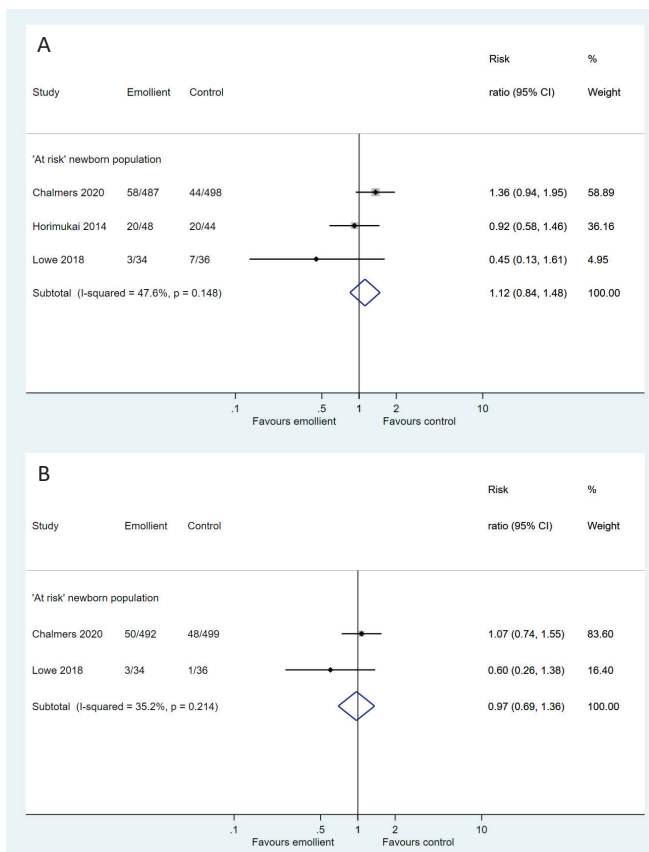 A
Risk %
Study Emollient Control ratio (95% CI) Weight
'At risk' newborn population
Chalmers 2020 58/487 44/498 1.36 (0.94, 1.95) 58.89
Horimukai 2014 20/48 20/44 0.92 (0.58, 1.46) 36.16
Lowe 2018 3/34 7/36 0.45 (0.13, 1.61) 4.95
Subtotal (I-squared = 47.6%, p = 0.148) 1.12 (0.84, 1.48) 100.00
.1 .5 1 2 10
Favours emollient Favours control
B
Risk %
Study Emollient Control ratio (95% CI) Weight
'At risk' newborn population
Chalmers 2020 50/492 48/499 1.07 (0.74, 1.55) 83.60
Lowe 2018 3/34 1/36 0.60 (0.26, 1.38) 16.40
Subtotal (I-squared = 35.2%, p = 0.214) 0.97 (0.69, 1.36) 100.00
.1 .5 1 2 10
Favours emollient Favours control